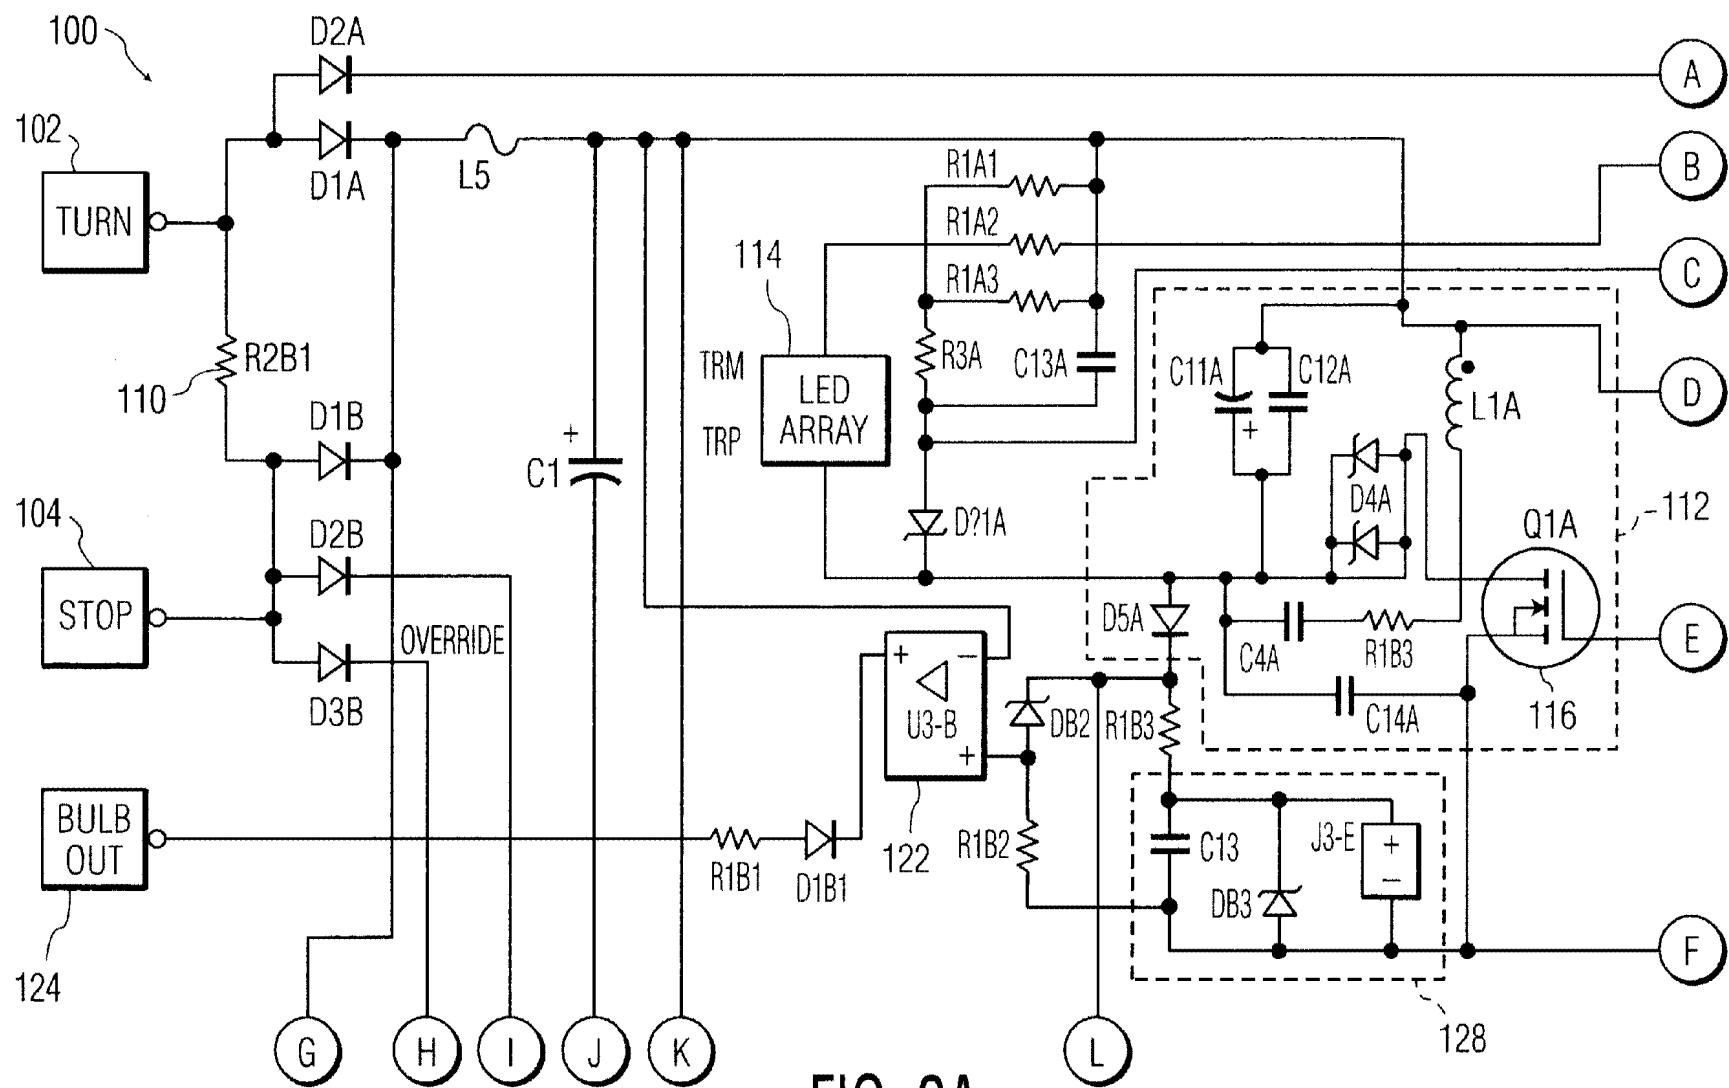 100
D2A
A
102
D1A
L5
TURN
R1A1
B
R1A2
114
R1A3
C
R2B1
110
TRM
R3A
C13A
C11A
C12A
LED
ARRAY
L1A
D
TRP
D1B
+
C1
+
D4A
112
104
D2B
D?1A
Q1A
STOP
D5A
OVERRIDE
+
−
C4A
R1B3
E
D3B
U3-B
DB2
R1B3
C14A
116
+
BULB
OUT
R1B1
D1B1
122
R1B2
C13
J3-E
+
−
DB3
124
F
128
G
H
I
J
K
L